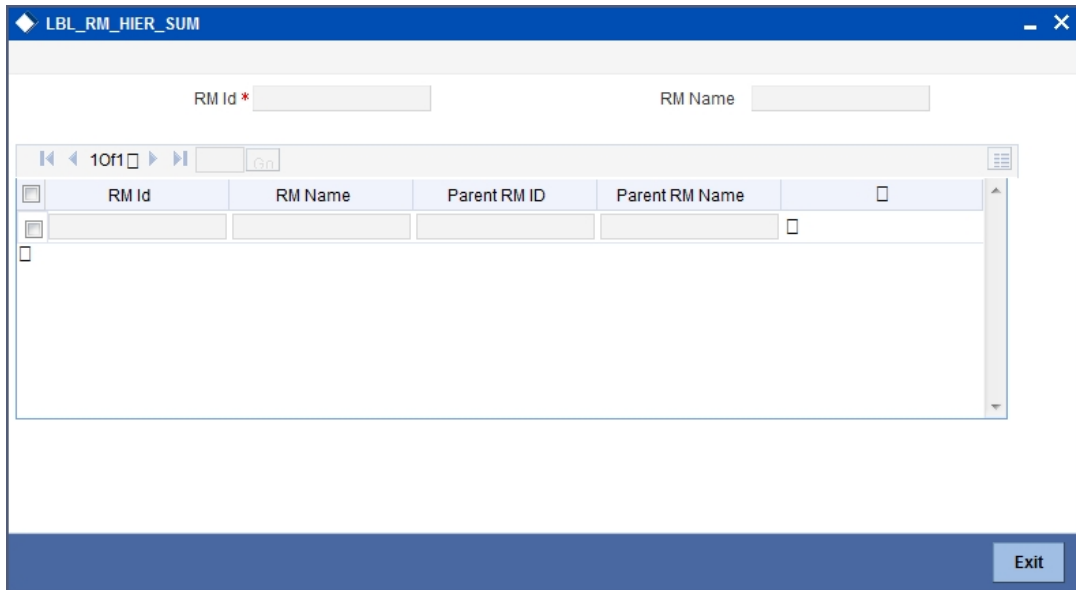 LBL_RM_HIER_SUM
RM Id * RM Name
1Of1 Go
RM Id RM Name Parent RM ID Parent RM Name
Exit